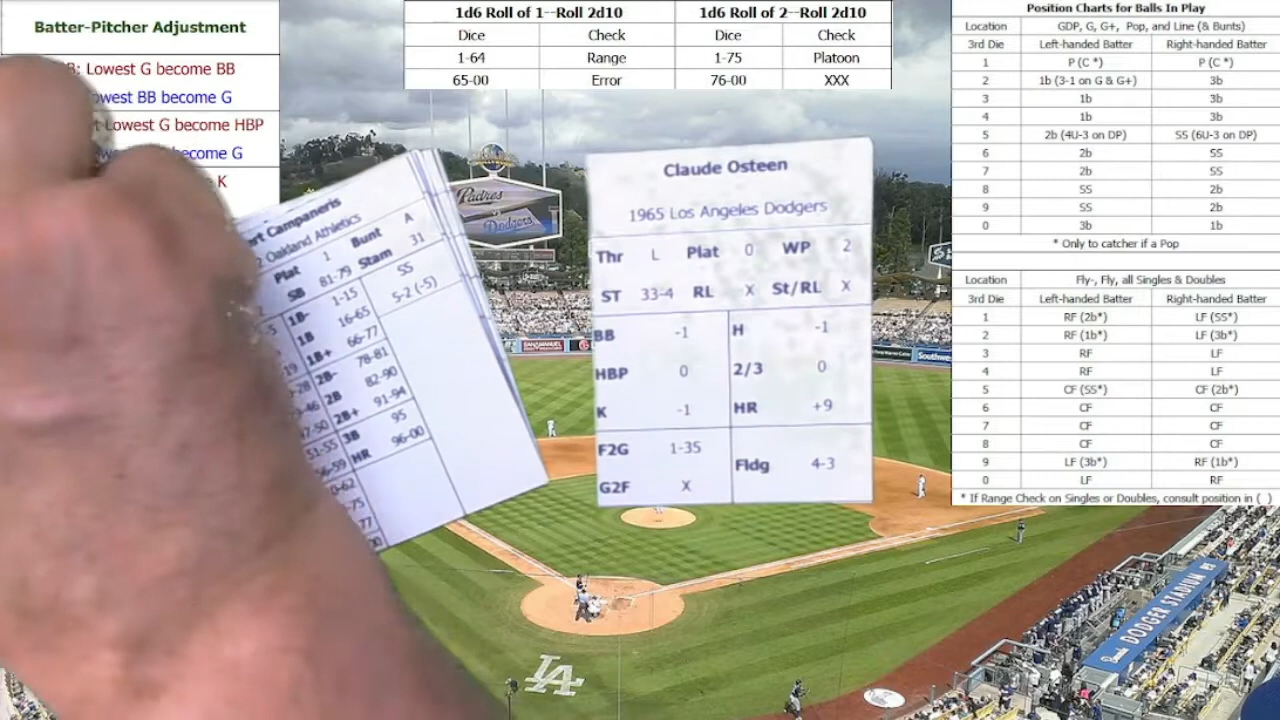 Batter-Pitcher Adjustment
: Lowest G become BB
owest BB become G
Lowest G become HBP
ecome G
K
1d6 Roll of 1--Roll 2d10 1d6 Roll of 2--Roll 2d10
Dice Check Dice Check
1-64 Range 1-75 Platoon
65-00 Error 76-00 XXX
Position Charts for Balls In Play
Location GDP, G, G+, Pop, and Line (& Bunts)
3rd Die Left-handed Batter Right-handed Batter
1 P (C *) P (C *)
2 1b (3-1 on G & G+) 3b
3 1b 3b
4 1b 3b
5 2b (4U-3 on DP) SS (6U-3 on DP)
6 2b SS
7 2b SS
8 SS 2b
9 SS 2b
0 3b 1b
* Only to catcher if a Pop
Location Fly-, Fly, all Singles & Doubles
3rd Die Left-handed Batter Right-handed Batter
1 RF (2b*) LF (SS*)
2 RF (1b*) LF (3b*)
3 RF LF
4 RF LF
5 CF (SS*) CF (2b*)
6 CF CF
7 CF CF
8 CF CF
9 LF (3b*) RF (1b*)
0 LF RF
* If Range Check on Singles or Doubles, consult position in ( )
Claude Osteen
1965 Los Angeles Dodgers
Thr L Plat 0 WP 2
ST 33-4 RL X St/RL X
BB -1 H -1
HBP 0 2/3 0
K -1 HR +9
F2G 1-35 Fldg 4-3
G2F X
ert Campaneris
Oakland Athletics
Plat 1 Bunt A
SB 81-79 Stam 31
1B- 1-15 SS
1B 16-65 5-2 (-5)
1B+ 66-77
2B- 78-81
2B 82-90
2B+ 91-94
3B 95
HR 96-00
Padres
Dodgers
DODGER STADIUM
LA